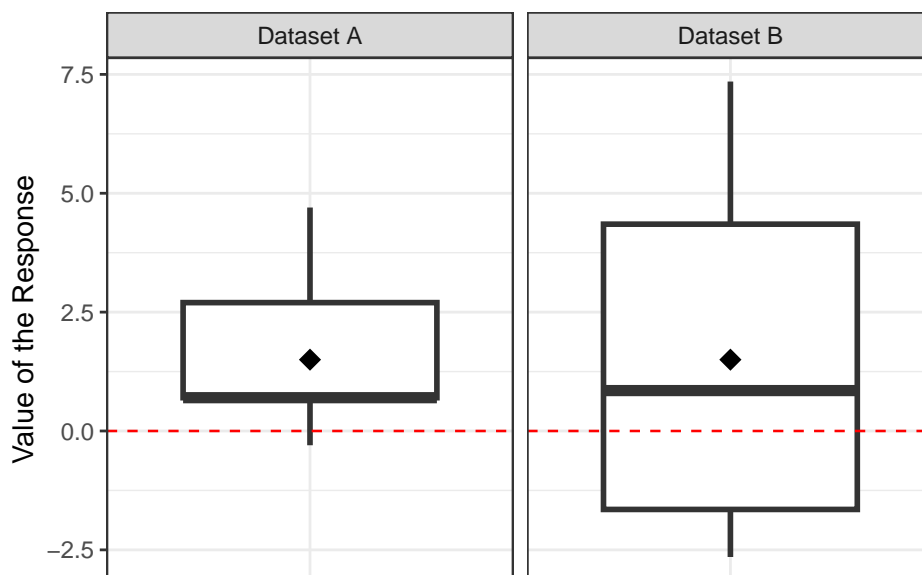 Dataset A
Dataset B
Value of the Response
7.5
5.0
2.5
0.0
−2.5